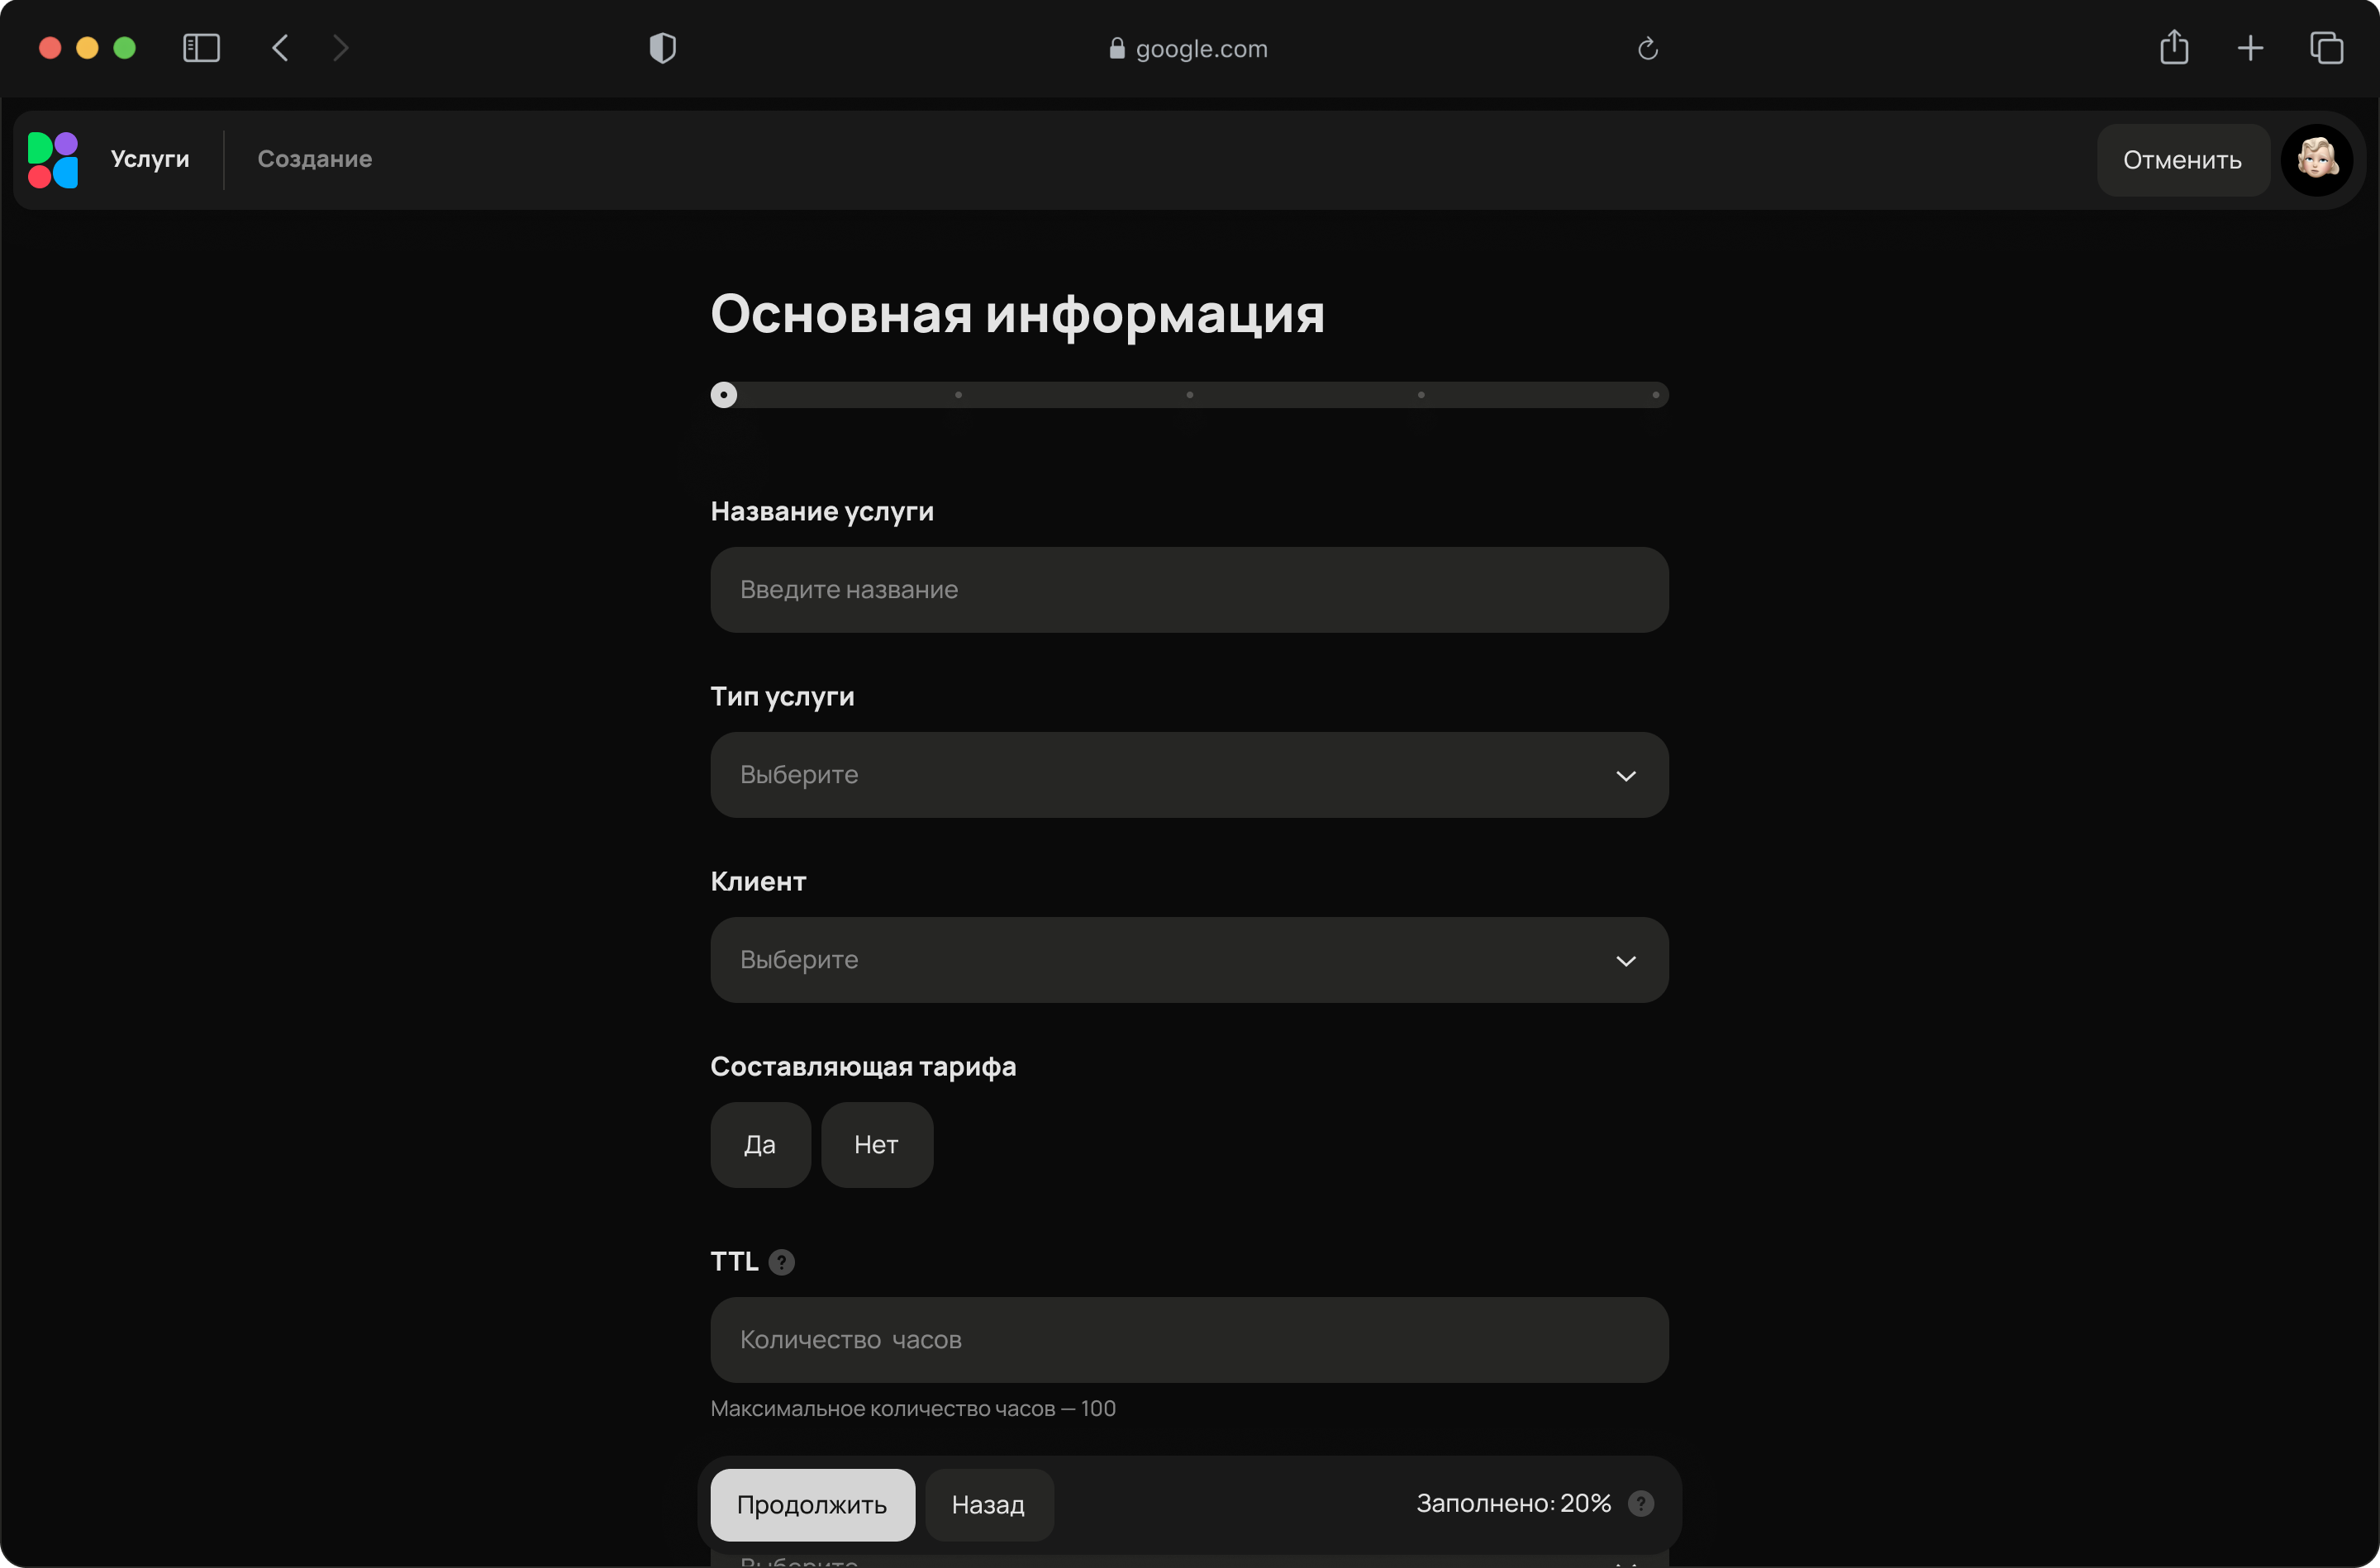 google.com
Услуги
Создание
Отменить
Основная информация
Название услуги
Введите название
Тип услуги
Выберите
Клиент
Выберите
Составляющая тарифа
Да
Нет
TTL ?
Количество часов
Максимальное количество часов — 100
Продолжить
Назад
Заполнено: 20% ?
Выберите